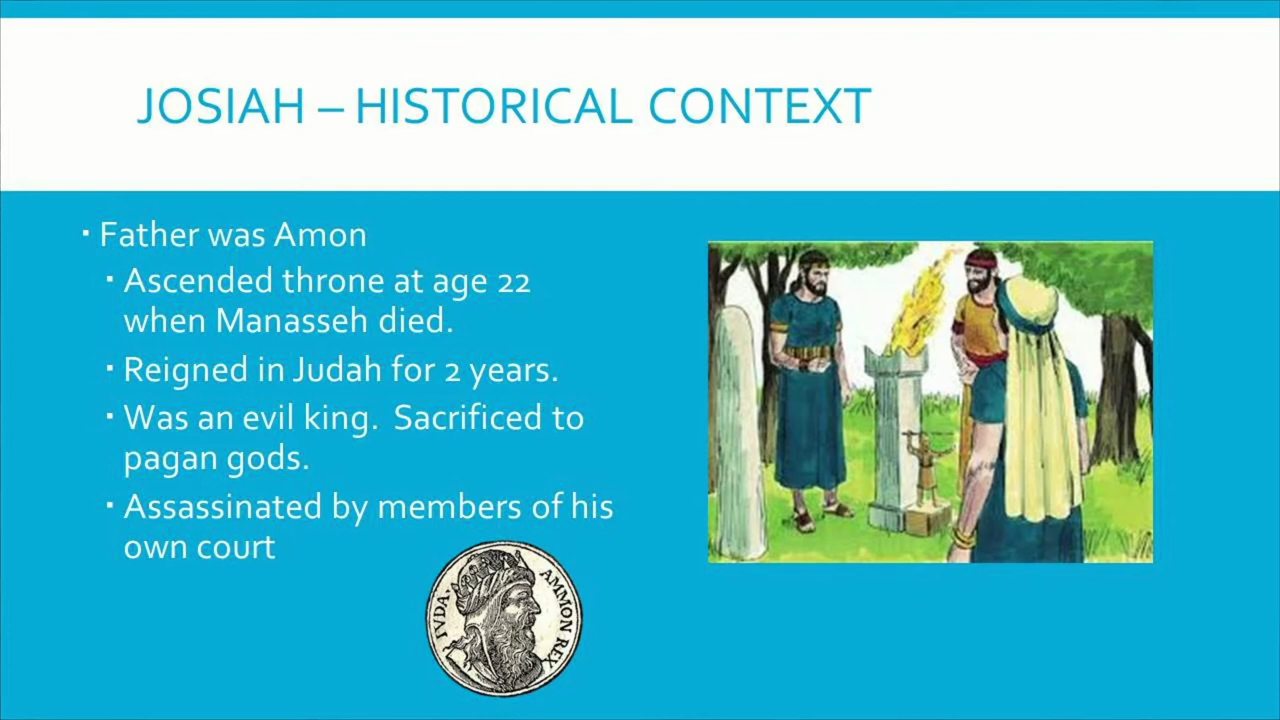 JOSIAH – HISTORICAL CONTEXT
▪ Father was Amon
▪ Ascended throne at age 22
when Manasseh died.
▪ Reigned in Judah for 2 years.
▪ Was an evil king.  Sacrificed to
pagan gods.
▪ Assassinated by members of his
own court
IVDA, AMMON REX